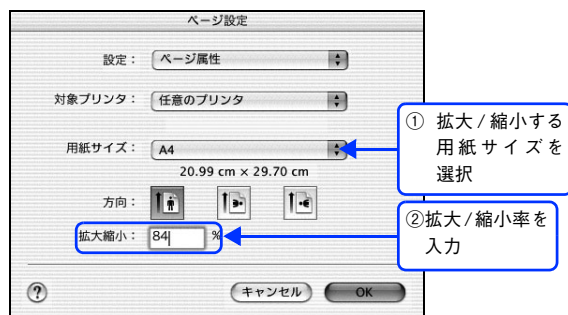 ページ設定
設定： ページ属性
対象プリンタ： 任意のプリンタ
用紙サイズ： A4
20.99 cm × 29.70 cm
方向：
拡大縮小： 84 %
? キャンセル OK
① 拡大/縮小する
用紙サイズを
選択
②拡大/縮小率を
入力